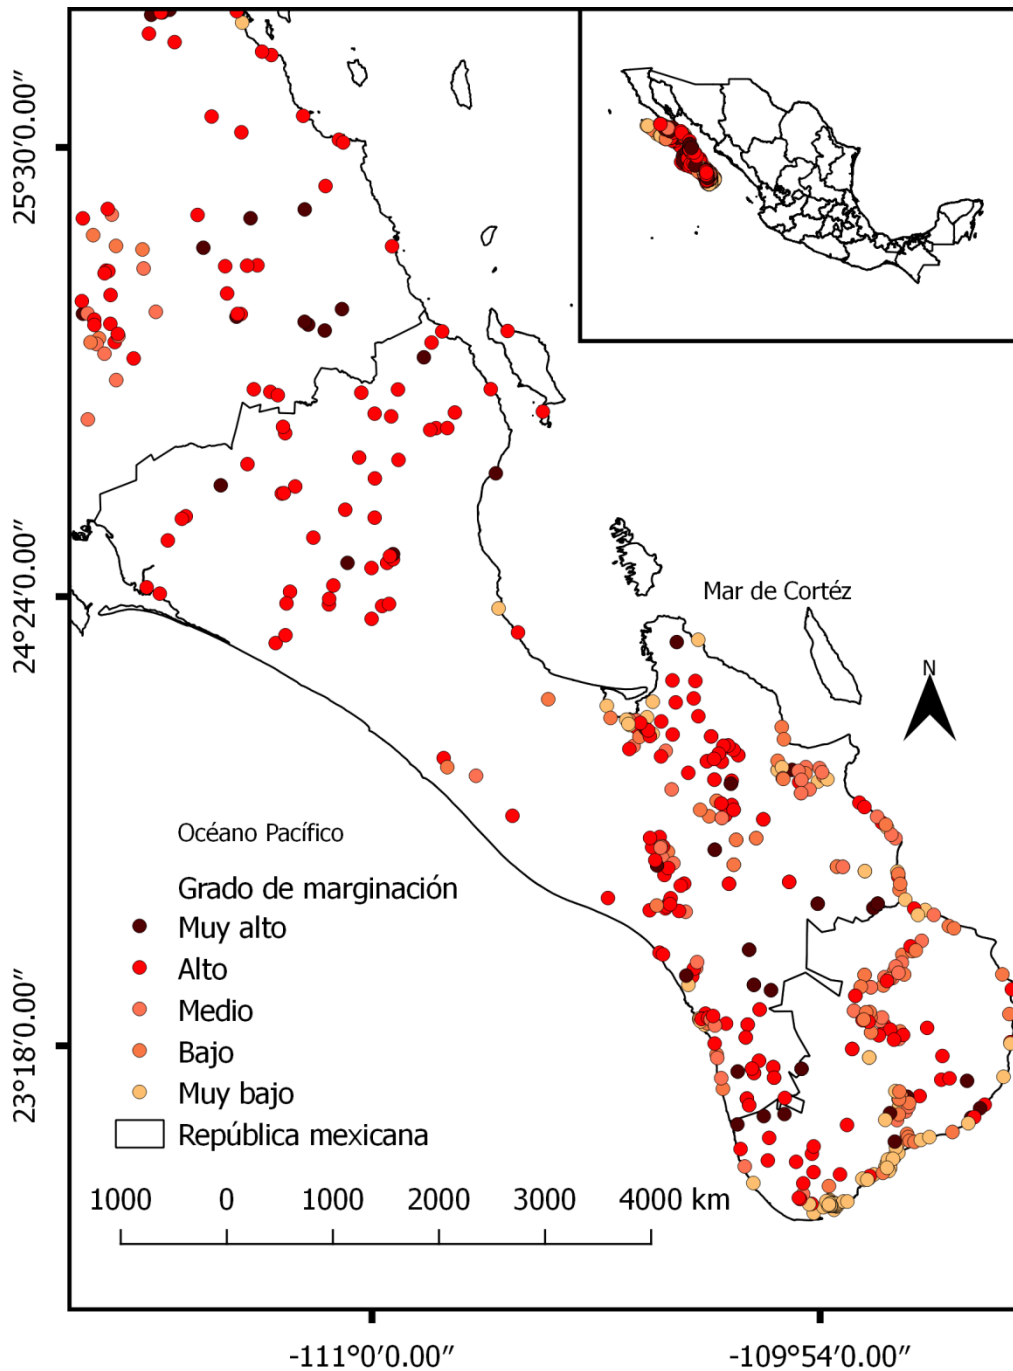 25°30′0.00″
24°24′0.00″
23°18′0.00″
Mar de Cortéz
N
Océano Pacífico
Grado de marginación
Muy alto
Alto
Medio
Bajo
Muy bajo
República mexicana
1000 0 1000 2000 3000 4000 km
-111°0′0.00″ -109°54′0.00″